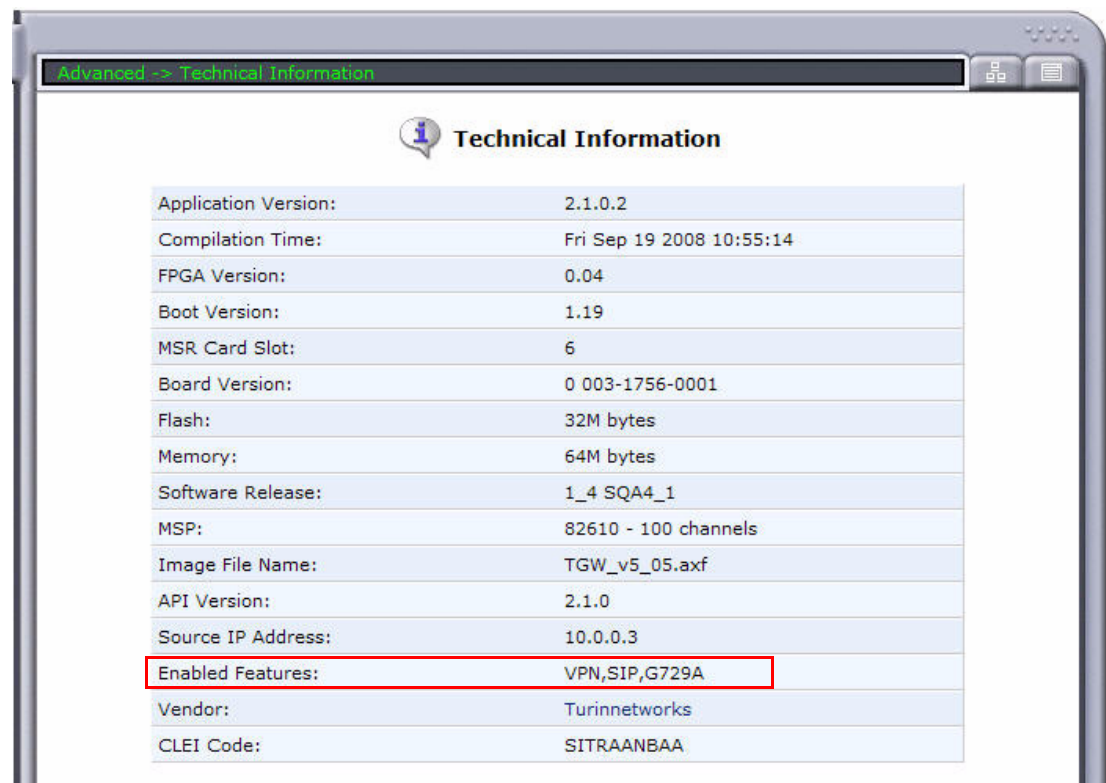 Advanced -> Technical Information
Technical Information
Application Version: 2.1.0.2
Compilation Time: Fri Sep 19 2008 10:55:14
FPGA Version: 0.04
Boot Version: 1.19
MSR Card Slot: 6
Board Version: 0 003-1756-0001
Flash: 32M bytes
Memory: 64M bytes
Software Release: 1_4 SQA4_1
MSP: 82610 - 100 channels
Image File Name: TGW_v5_05.axf
API Version: 2.1.0
Source IP Address: 10.0.0.3
Enabled Features: VPN,SIP,G729A
Vendor: Turinnetworks
CLEI Code: SITRAANBAA